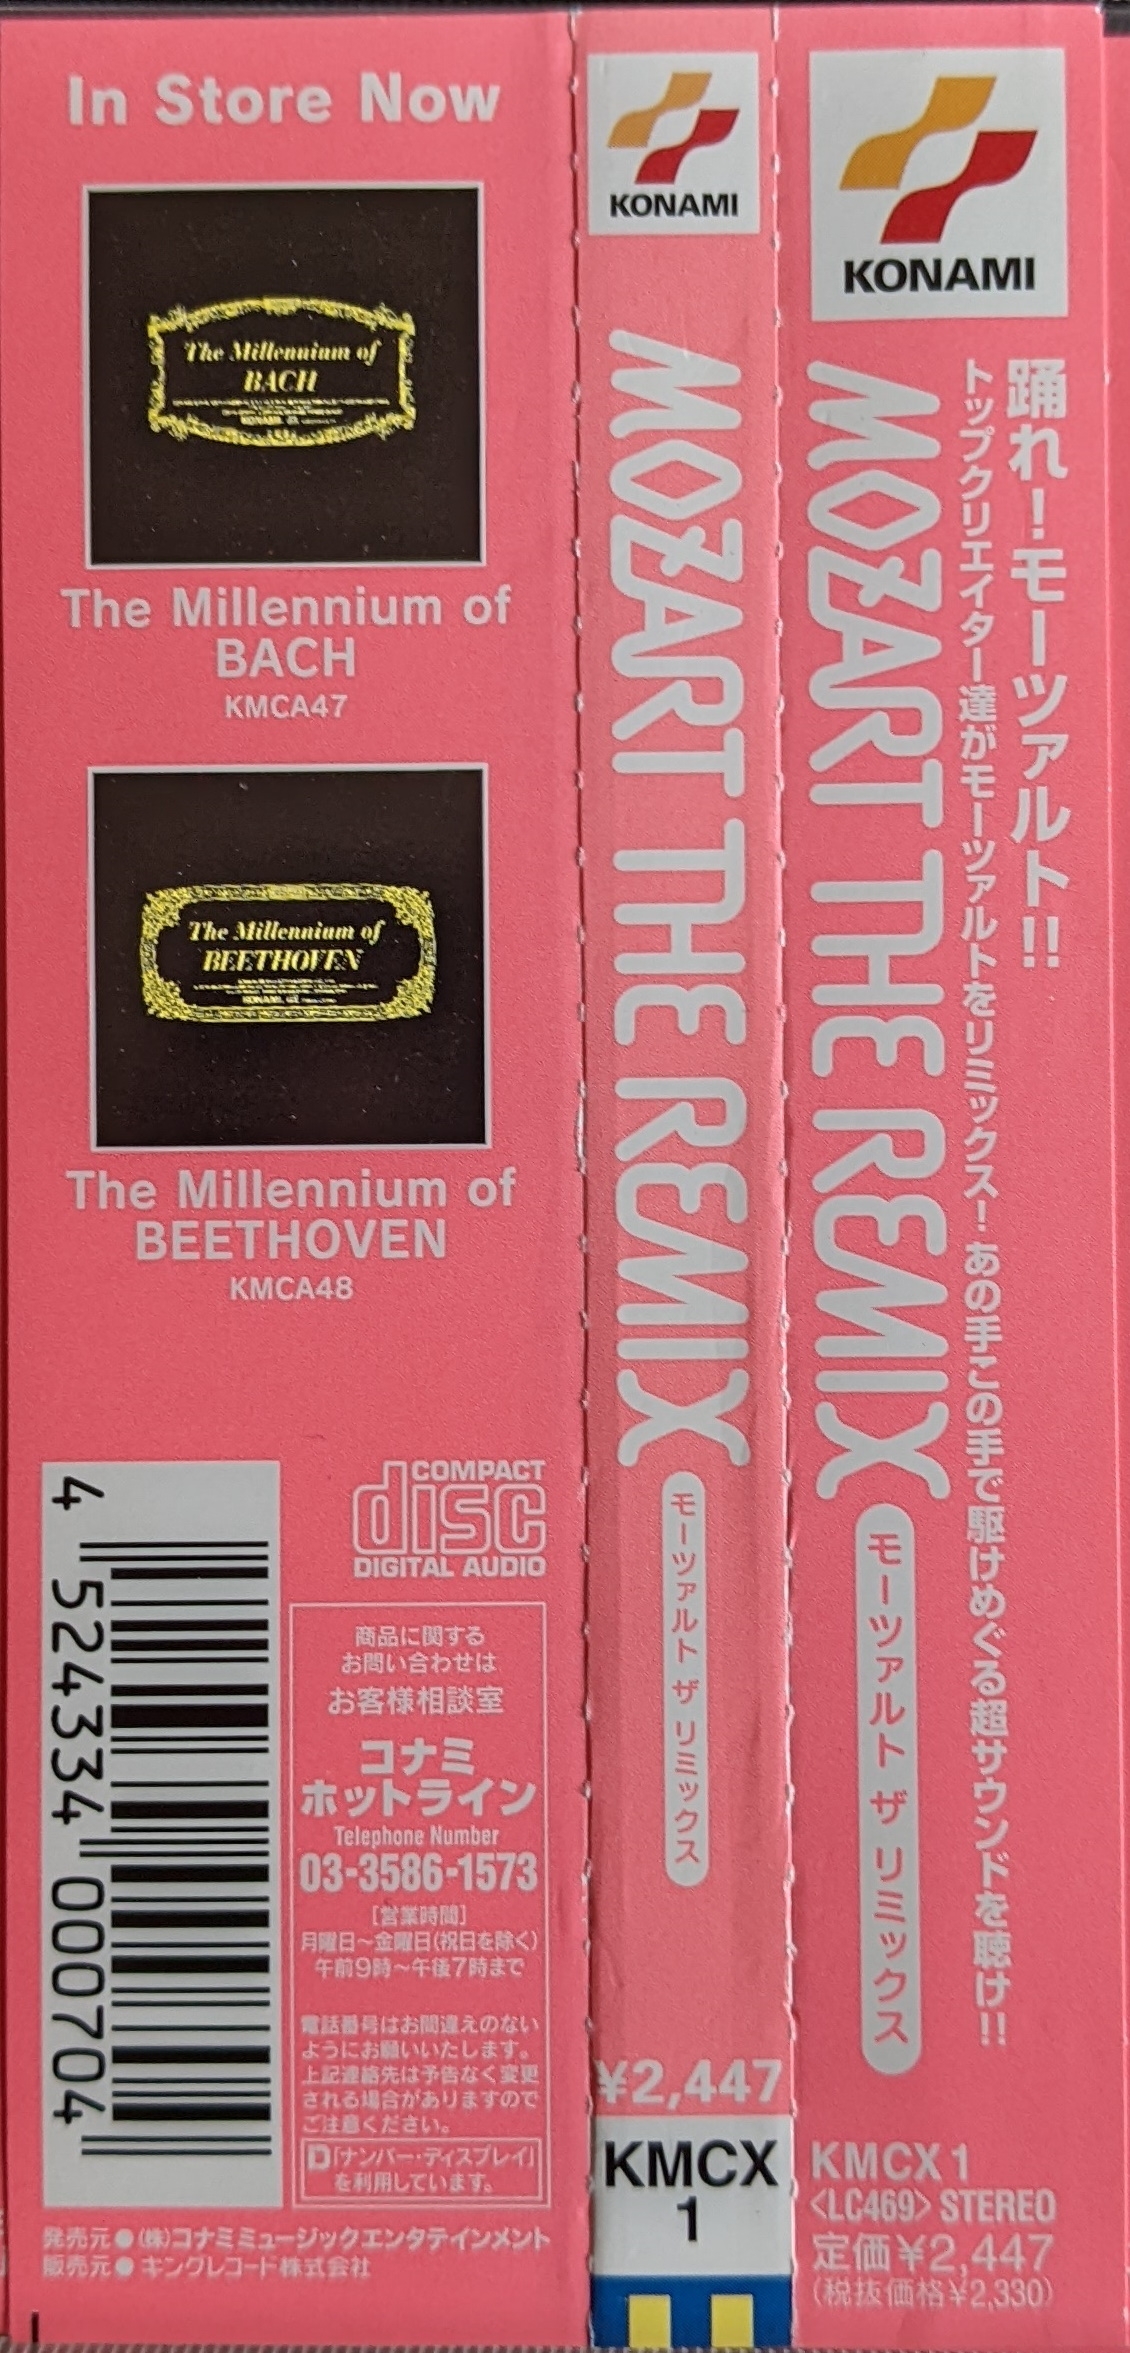 In Store Now
The Millennium of
BACH
KONAMI
The Millennium of
BACH
KMCA47
The Millennium of
BEETHOVEN
KONAMI
The Millennium of
BEETHOVEN
KMCA48
COMPACT
disc
DIGITAL AUDIO
4 524334 000704
商品に関する
お問い合わせは
お客様相談室
コナミ
ホットライン
Telephone Number
03-3586-1573
[営業時間]
月曜日〜金曜日(祝日を除く)
午前9時〜午後7時まで
電話番号はお間違えのない
ようにお願いいたします。
上記連絡先は予告なく変更
される場合がありますので
ご注意ください。
D「ナンバー・ディスプレイ」
を利用しています。
発売元●(株)コナミミュージックエンタテインメント
販売元●キングレコード株式会社
KONAMI
MOZART THE REMIX
モーツァルト ザ リミックス
¥2,447
KMCX
1
KONAMI
踊れ!モーツァルト!!
トップクリエイター達がモーツァルトをリミックス!あの手この手で駆けめぐる超サウンドを聴け!!
MOZART THE REMIX
モーツァルト ザ リミックス
KMCX 1
<LC469> STEREO
定価¥2,447
(税抜価格¥2,330)